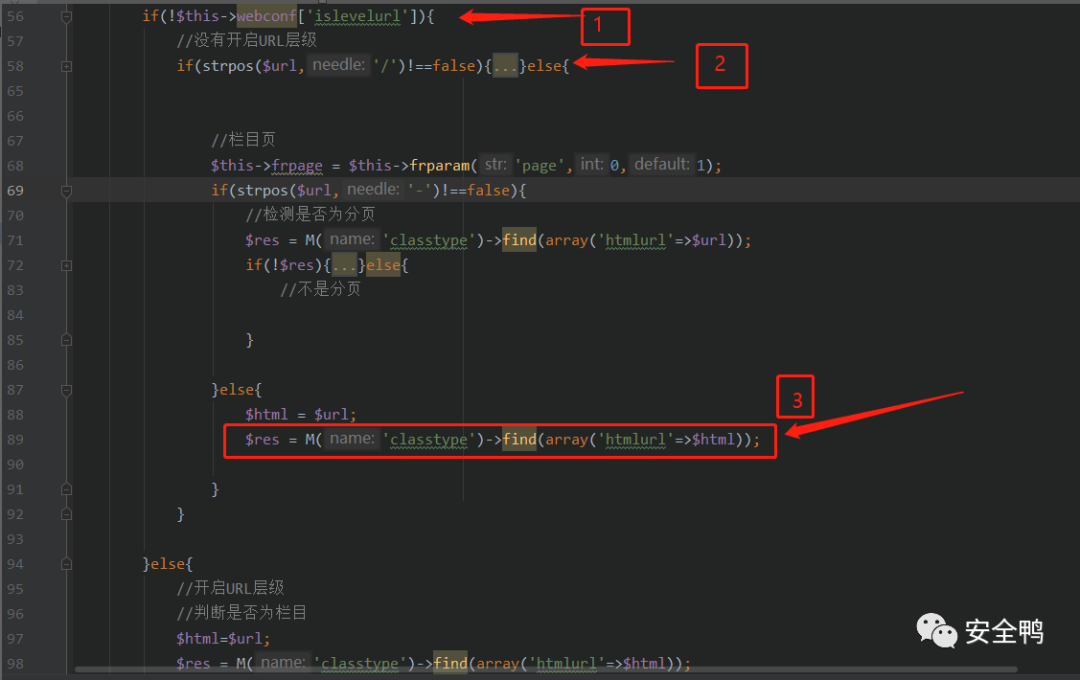 56 if(!$this->webconf['islevelurl']){
1
57 //没有开启URL层级
58 if(strpos($url, needle: '/')!==false){...}else{
2
65
66
67 //栏目页
68 $this->frpage = $this->frparam( str: 'page', int: 0, default: 1);
69 if(strpos($url, needle: '-')!==false){
70 //检测是否为分页
71 $res = M( name: 'classtype')->find(array('htmlurl'=>$url));
72 if(!$res){...}else{
83 //不是分页
84
85 }
86
87 }else{
3
88 $html = $url;
89 $res = M( name: 'classtype')->find(array('htmlurl'=>$html));
90
91 }
92 }
93
94 }else{
95 //开启URL层级
96 //判断是否为栏目
97 $html=$url;
98 $res = M( name: 'classtype')->find(array('htmlurl'=>$html));
安全鸭